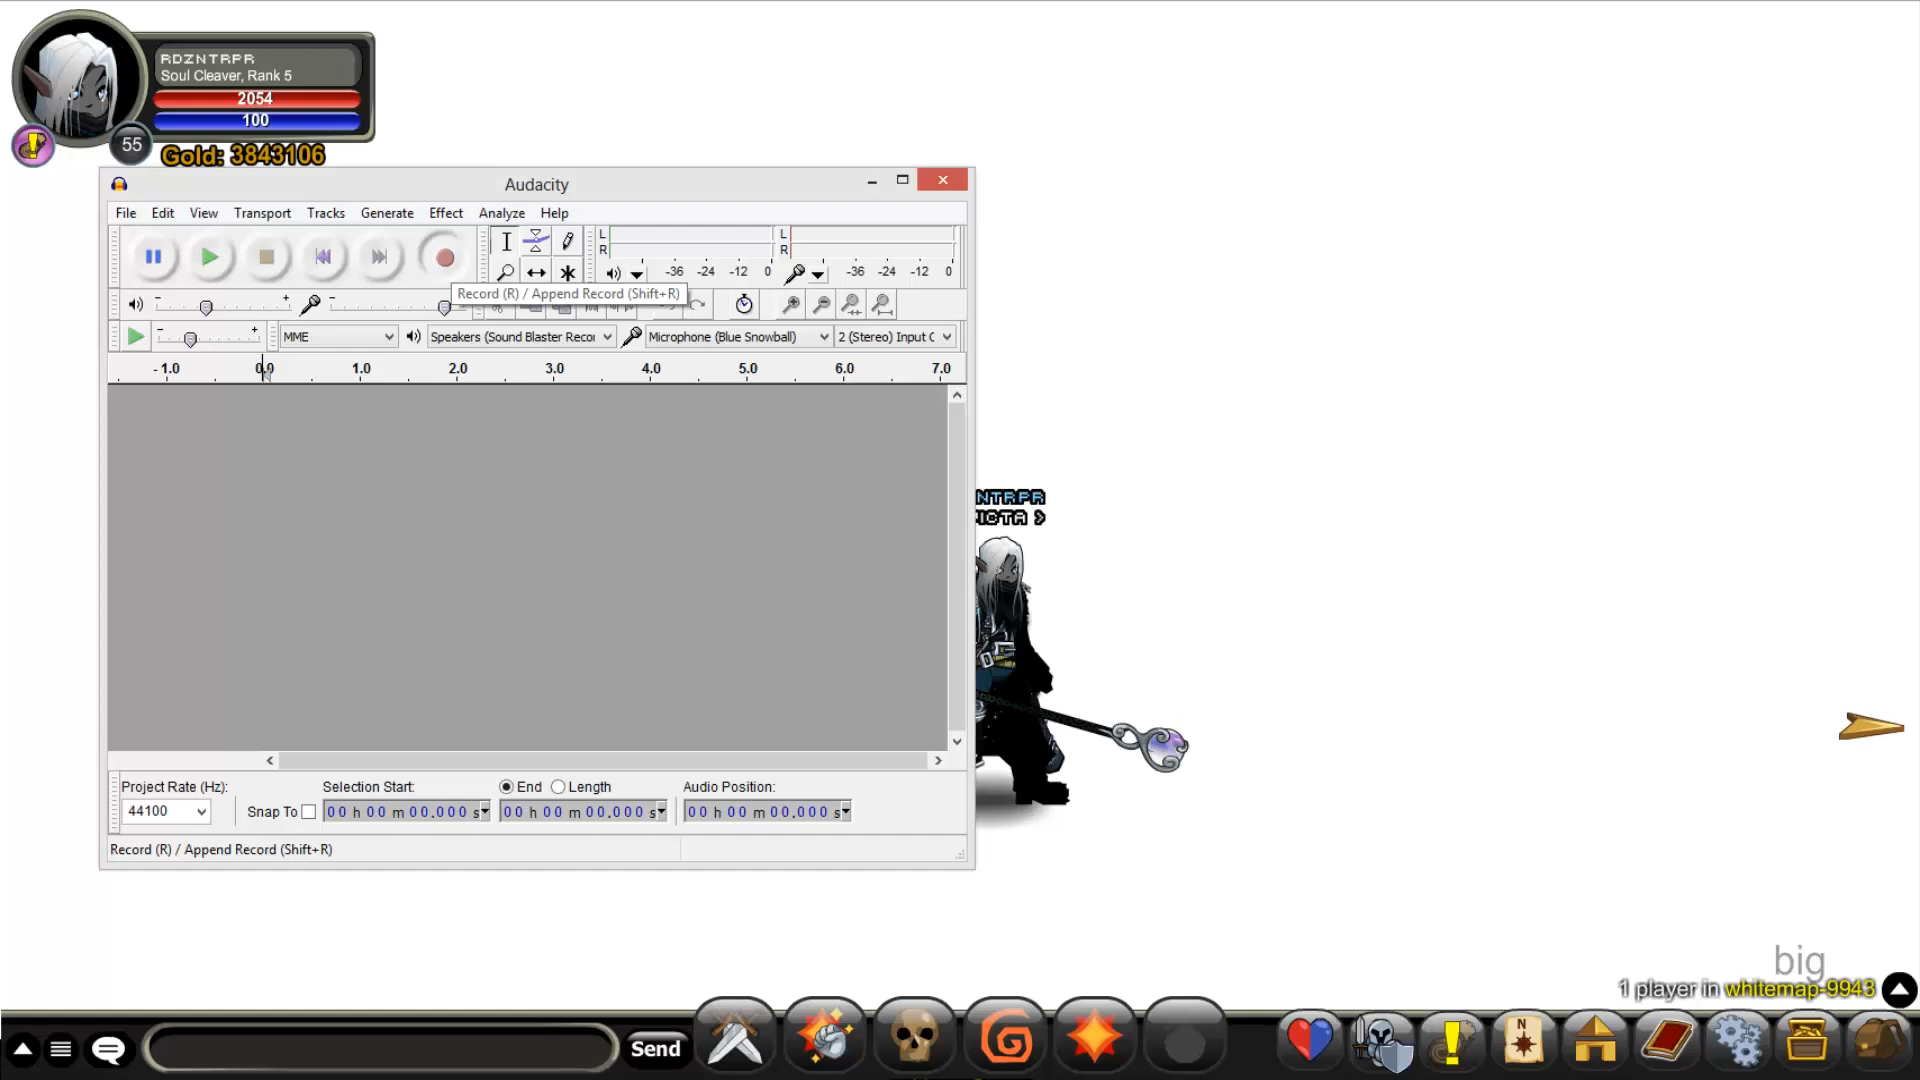 RDZNTRPR
Soul Cleaver, Rank 5
2054
100
55
Gold: 3843106
Audacity
File Edit View Transport Tracks Generate Effect Analyze Help
L
R
-36 -24 -12 0
L
R
-36 -24 -12 0
Record (R) / Append Record (Shift+R)
MME
Speakers (Sound Blaster Recor
Microphone (Blue Snowball)
2 (Stereo) Input C
-1.0 0.0 1.0 2.0 3.0 4.0 5.0 6.0 7.0
NTRPR
ICTA >
Project Rate (Hz):
44100
Snap To
Selection Start:
00 h 00 m 00.000 s
End Length
00 h 00 m 00.000 s
Audio Position:
00 h 00 m 00.000 s
Record (R) / Append Record (Shift+R)
big
1 player in whitemap-9943
Send
N